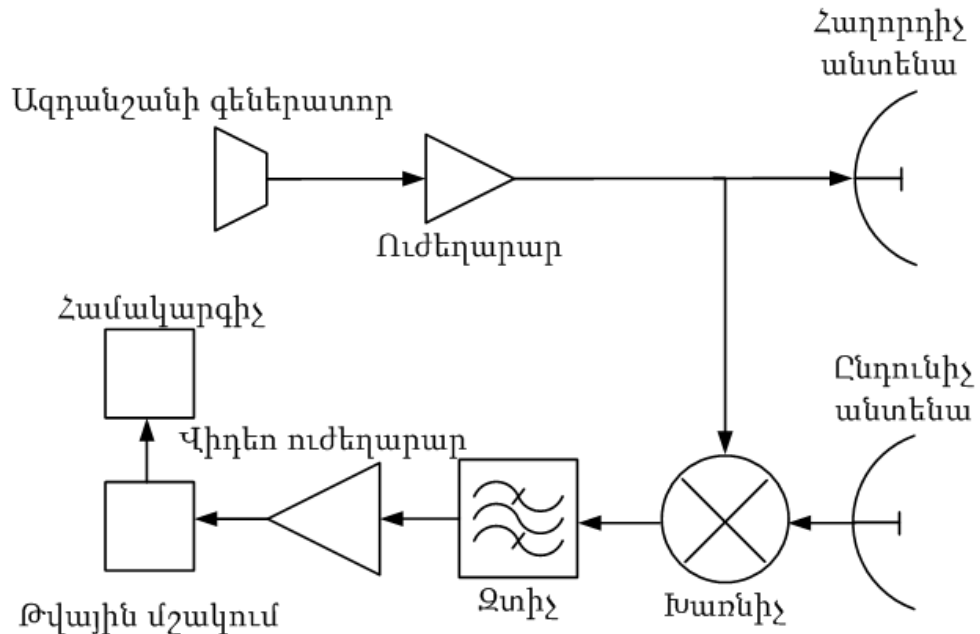 Հաղորդիչ
անտենա
Ազդանշանի գեներատոր
Ուժեղարար
Համակարգիչ
Ընդունիչ
անտենա
Վիդեո ուժեղարար
Թվային մշակում
Զտիչ
Խառնիչ